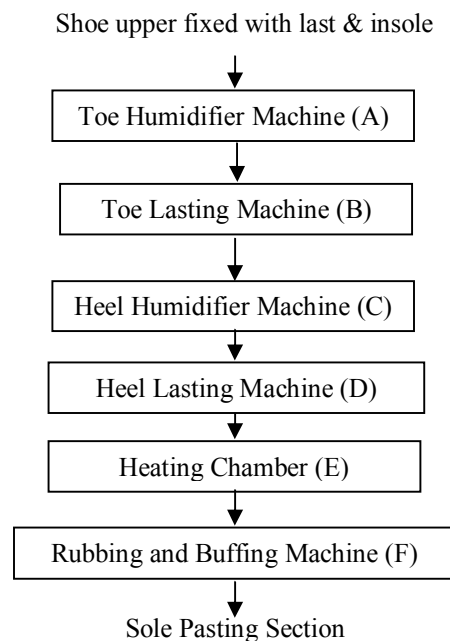 Shoe upper fixed with last & insole
Toe Humidifier Machine (A)
Toe Lasting Machine (B)
Heel Humidifier Machine (C)
Heel Lasting Machine (D)
Heating Chamber (E)
Rubbing and Buffing Machine (F)
Sole Pasting Section